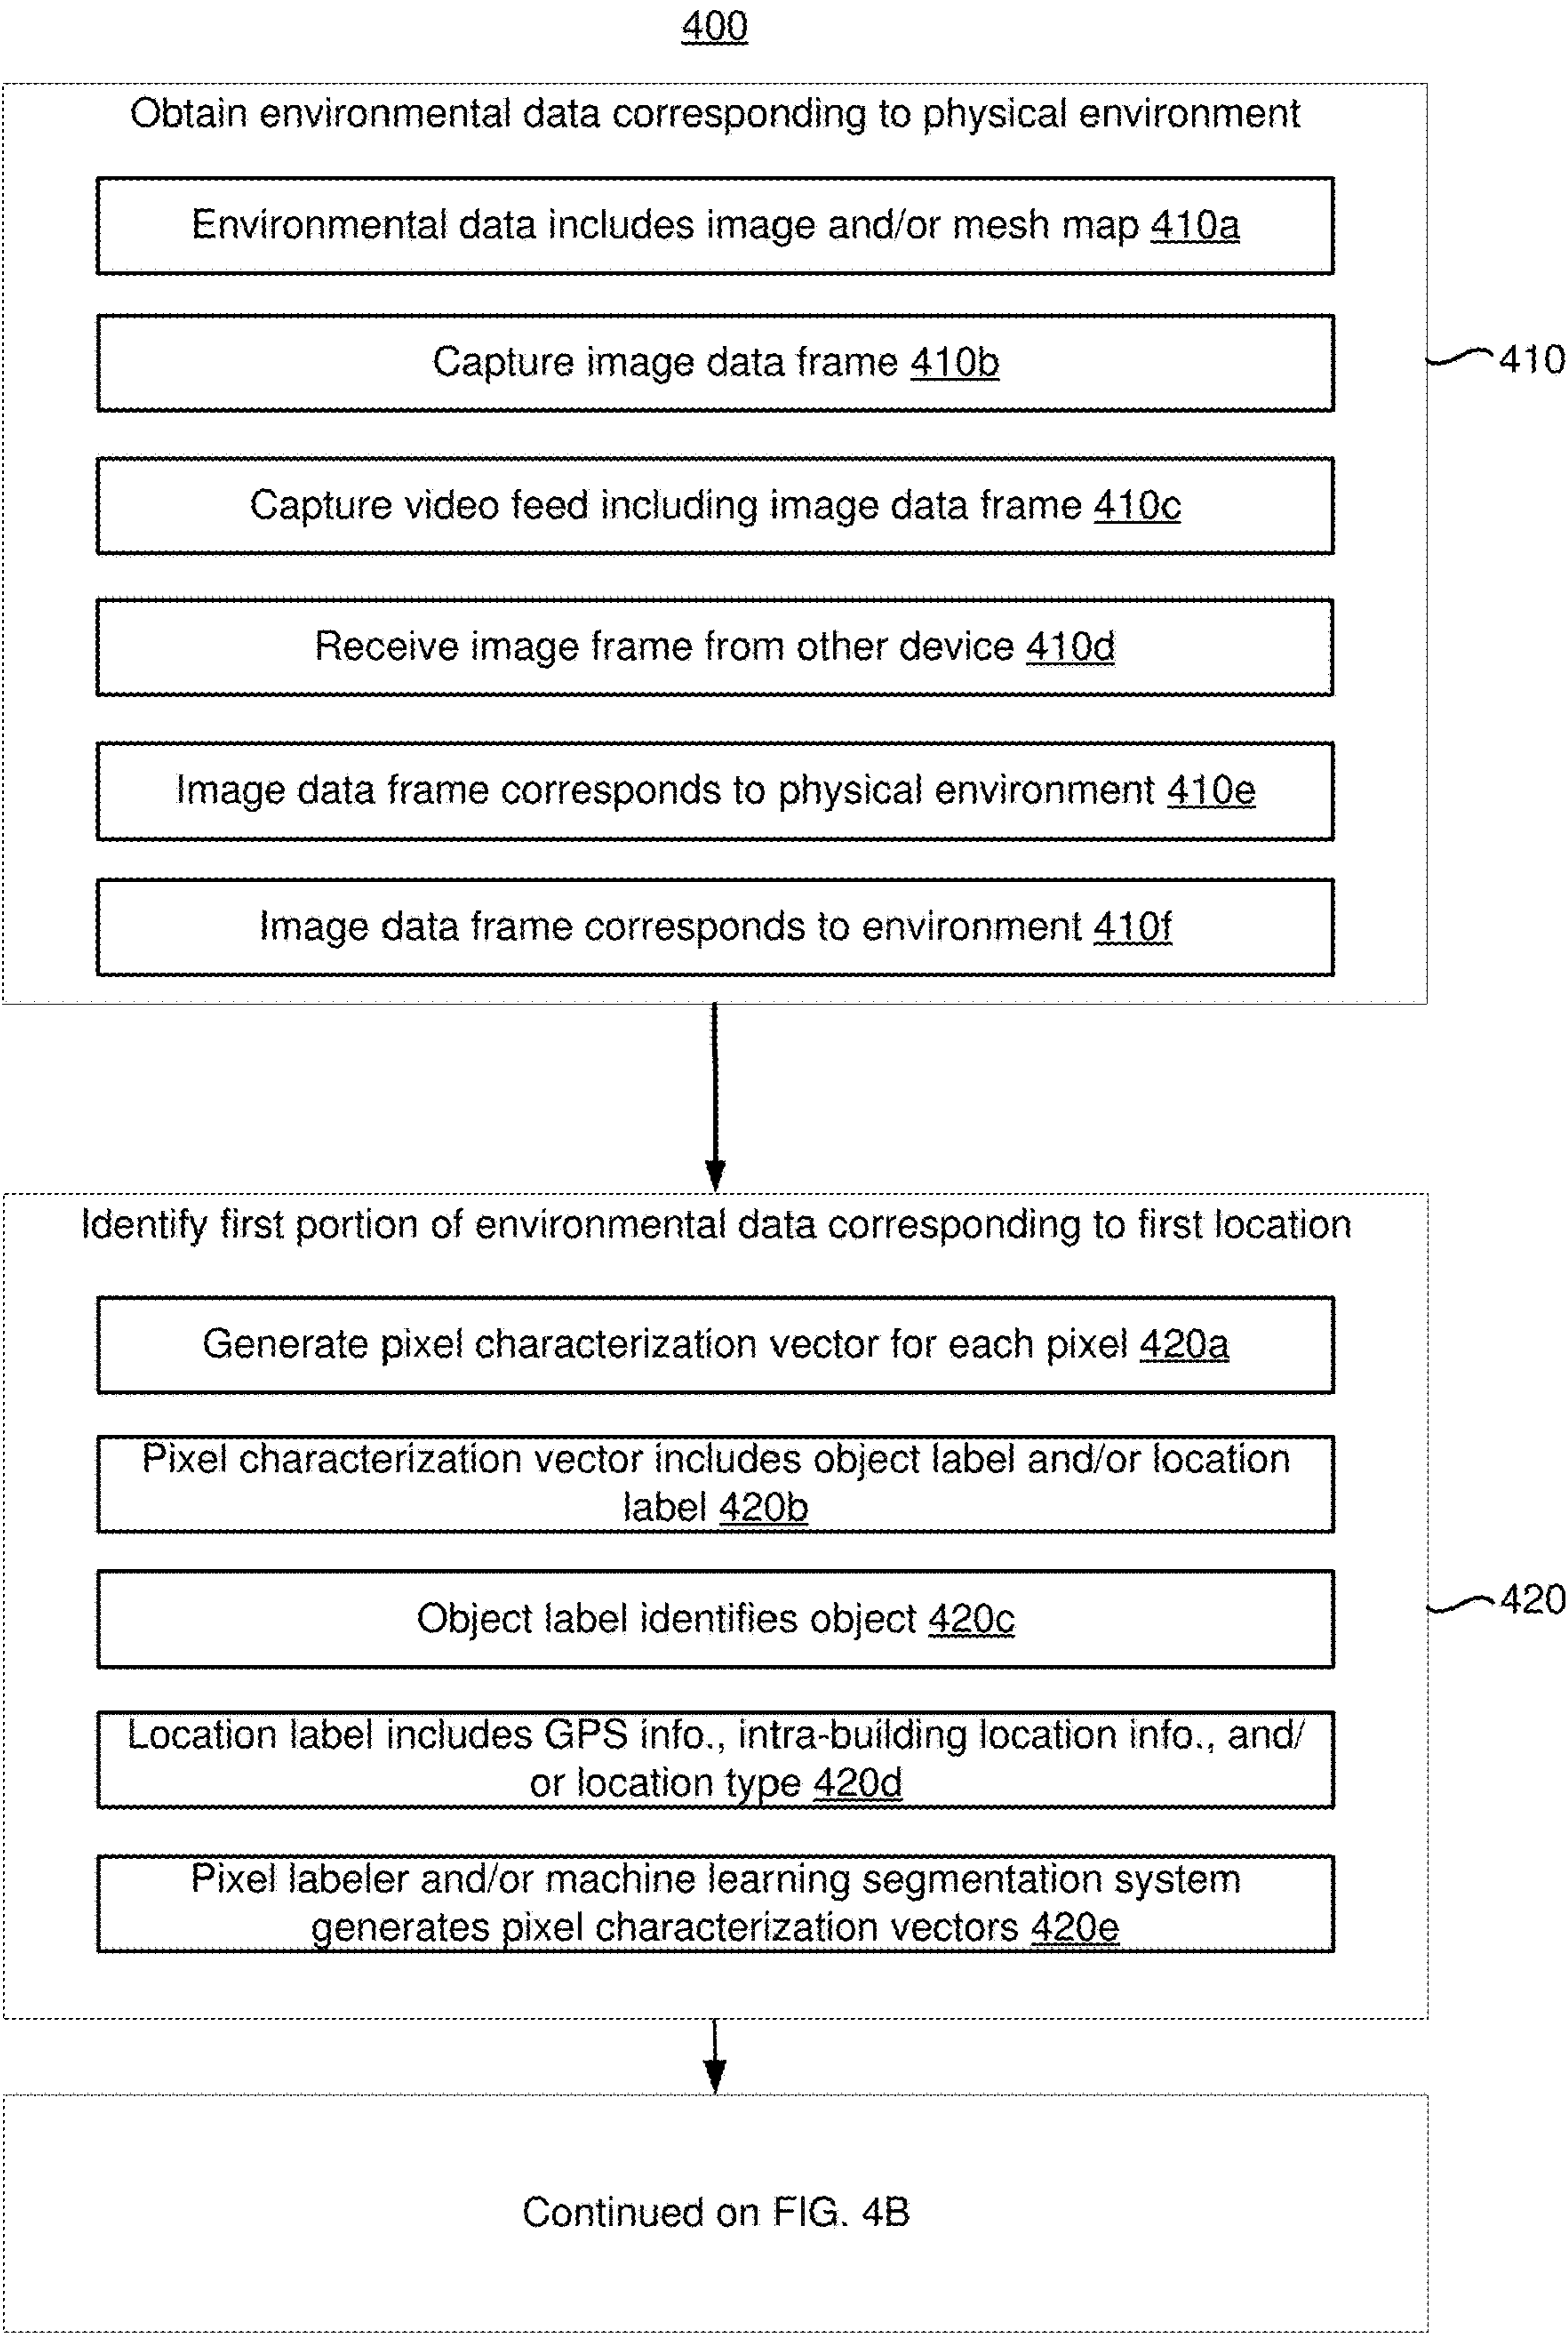 400
Obtain environmental data corresponding to physical environment
Environmental data includes image and/or mesh map 410a
Capture image data frame 410b
410
Capture video feed including image data frame 410c
Receive image frame from other device 410d
Image data frame corresponds to physical environment 410e
Image data frame corresponds to environment 410f
Identify first portion of environmental data corresponding to first location
Generate pixel characterization vector for each pixel 420a
Pixel characterization vector includes object label and/or location
label 420b
Object label identifies object 420c
420
Location label includes GPS info., intra-building location info., and/
or location type 420d
Pixel labeler and/or machine learning segmentation system
generates pixel characterization vectors 420e
Continued on FIG. 4B